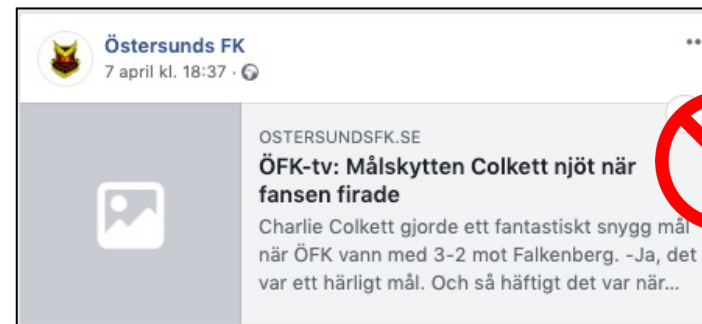 Östersunds FK
7 april kl. 18:37 ·
OSTERSUNDSFK.SE
ÖFK-tv: Målskytten Colkett njöt när
fansen firade
Charlie Colkett gjorde ett fantastiskt snygg mål
när ÖFK vann med 3-2 mot Falkenberg. -Ja, det
var ett härligt mål. Och så häftigt det var när...